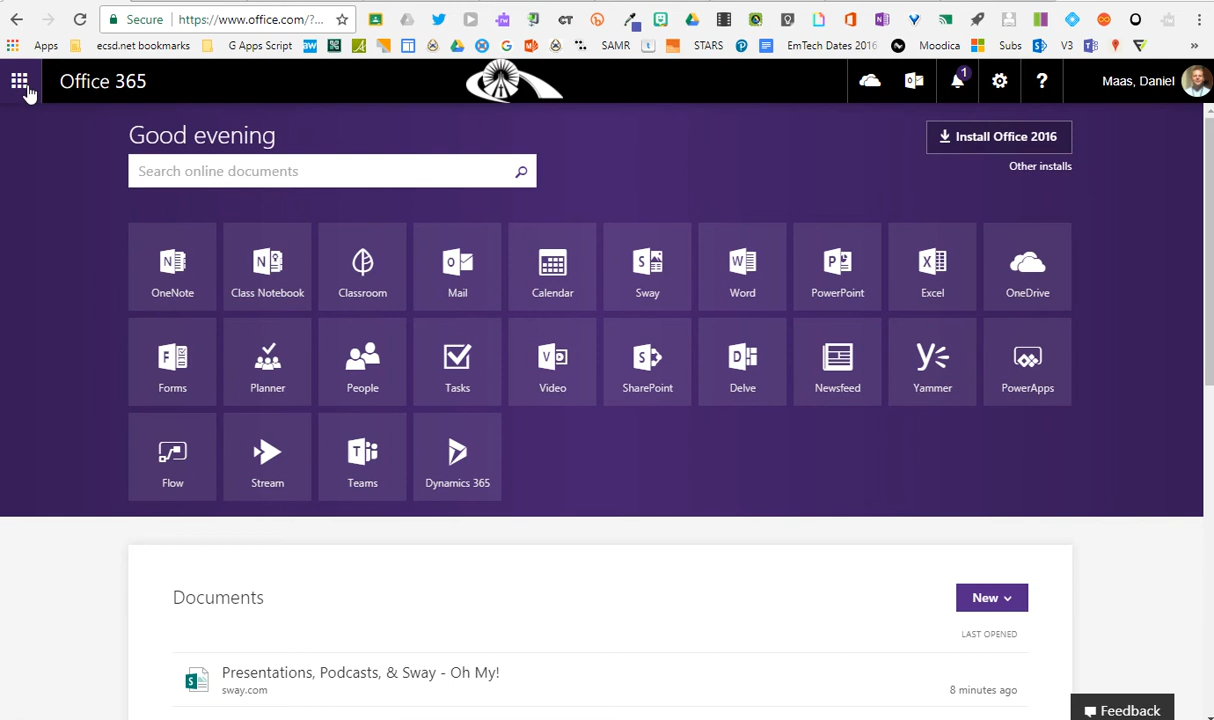 Secure https://www.office.com/?...
CT
Apps ecsd.net bookmarks G Apps Script aw SAMR t STARS EmTech Dates 2016 Moodica Subs V3 »
Office 365 1 ? Maas, Daniel
Good evening
Install Office 2016
Search online documents
Other installs
OneNote Class Notebook Classroom Mail Calendar Sway Word PowerPoint Excel OneDrive
Forms Planner People Tasks Video SharePoint Delve Newsfeed Yammer PowerApps
Flow Stream Teams Dynamics 365
Documents
New
LAST OPENED
Presentations, Podcasts, & Sway - Oh My!
sway.com
8 minutes ago
Feedback